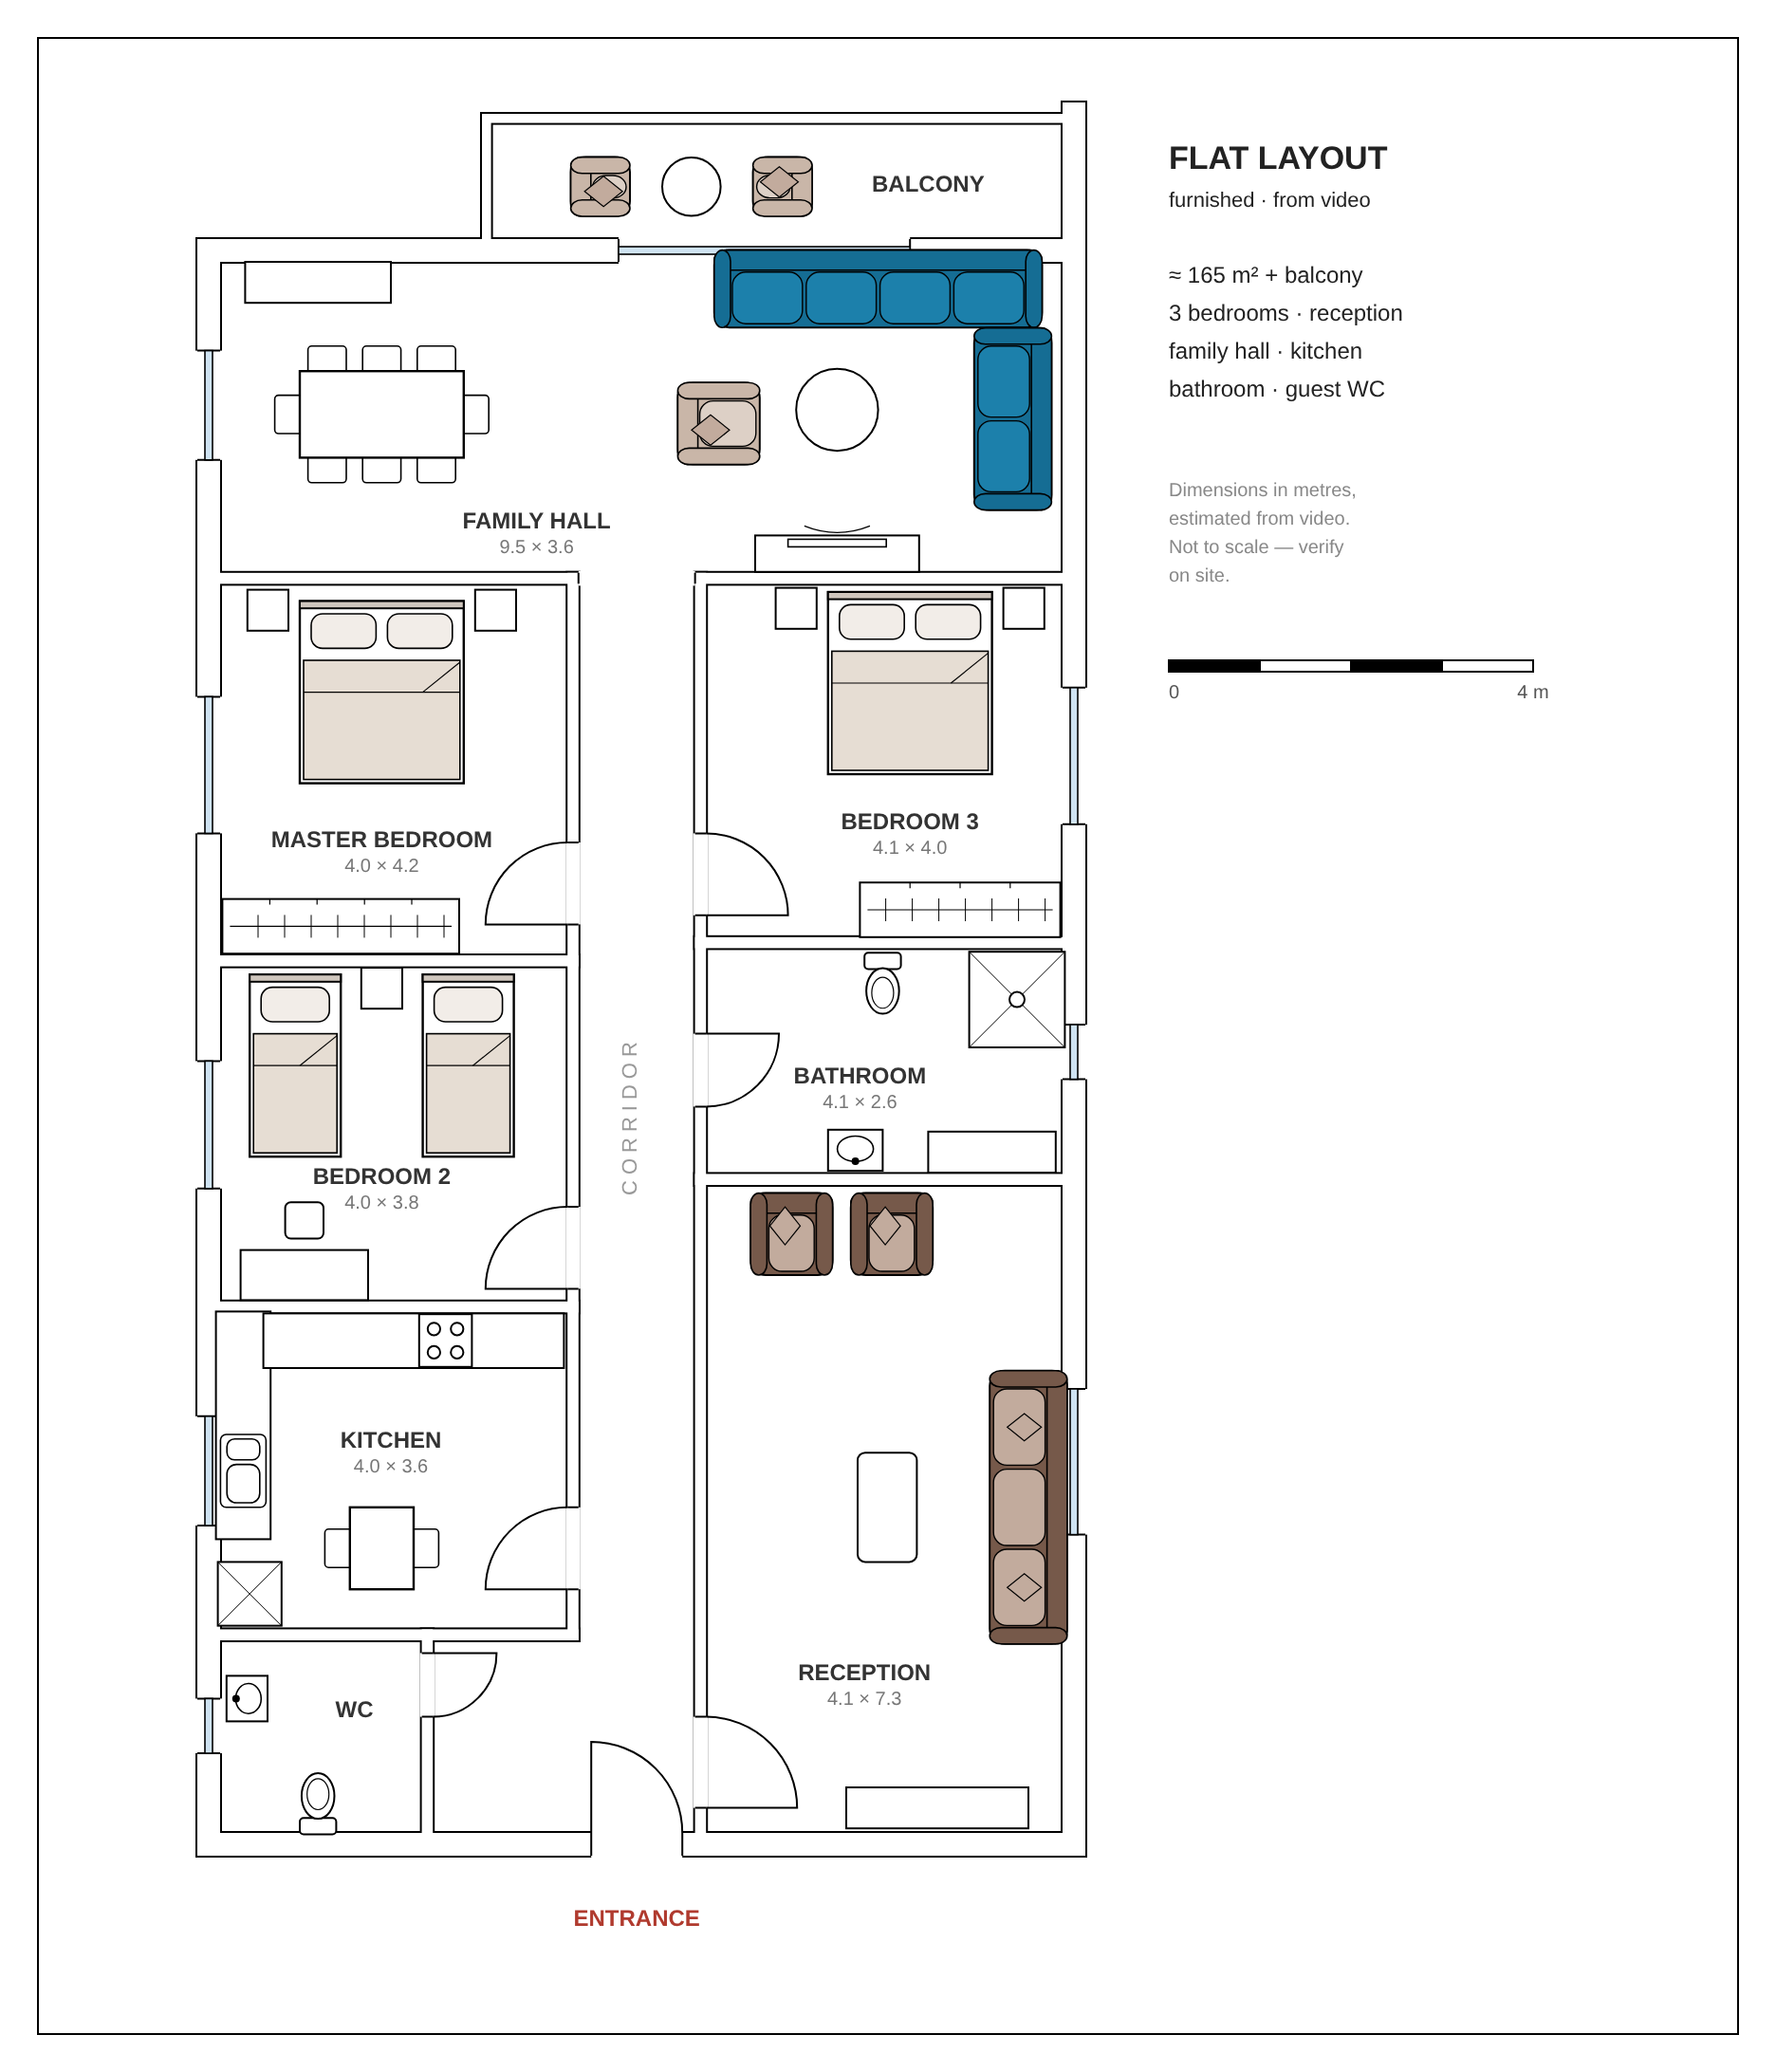 BALCONY
FLAT LAYOUT
furnished · from video
≈ 165 m² + balcony
3 bedrooms · reception
family hall · kitchen
bathroom · guest WC
Dimensions in metres,
estimated from video.
Not to scale — verify
on site.
0
4 m
FAMILY HALL
9.5 × 3.6
MASTER BEDROOM
4.0 × 4.2
BEDROOM 3
4.1 × 4.0
CORRIDOR
BATHROOM
4.1 × 2.6
BEDROOM 2
4.0 × 3.8
KITCHEN
4.0 × 3.6
RECEPTION
4.1 × 7.3
WC
ENTRANCE